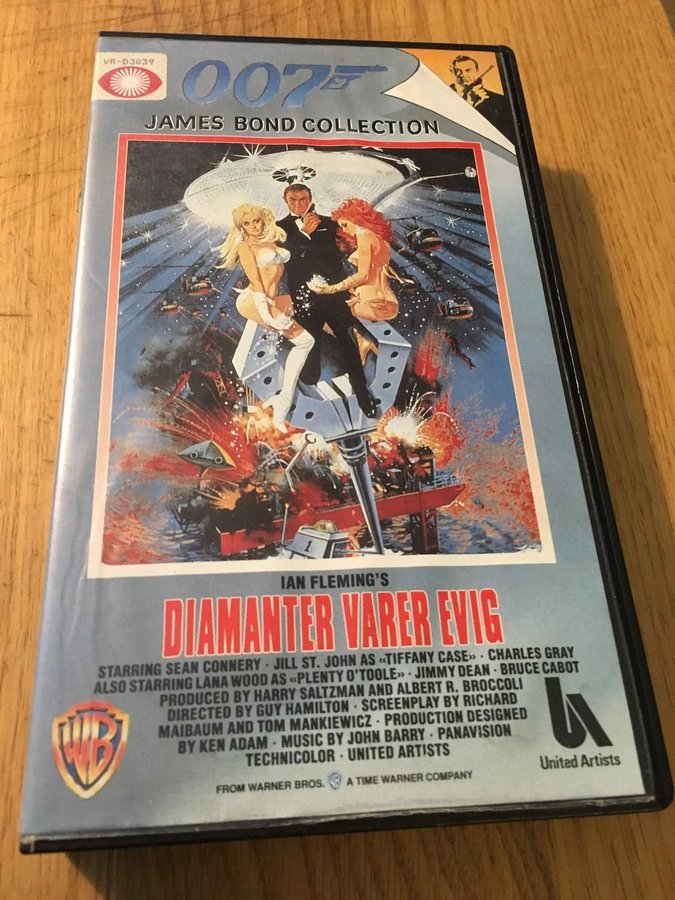 VR-D3039
007
JAMES BOND COLLECTION
1
IAN FLEMING'S
DIAMANTER VARER EVIG
STARRING SEAN CONNERY · JILL ST. JOHN AS «TIFFANY CASE» · CHARLES GRAY
ALSO STARRING LANA WOOD AS «PLENTY O'TOOLE» · JIMMY DEAN · BRUCE CABOT
PRODUCED BY HARRY SALTZMAN AND ALBERT R. BROCCOLI
DIRECTED BY GUY HAMILTON · SCREENPLAY BY RICHARD
MAIBAUM AND TOM MANKIEWICZ · PRODUCTION DESIGNED
BY KEN ADAM · MUSIC BY JOHN BARRY · PANAVISION
TECHNICOLOR · UNITED ARTISTS
WB
United Artists
FROM WARNER BROS. WB A TIME WARNER COMPANY